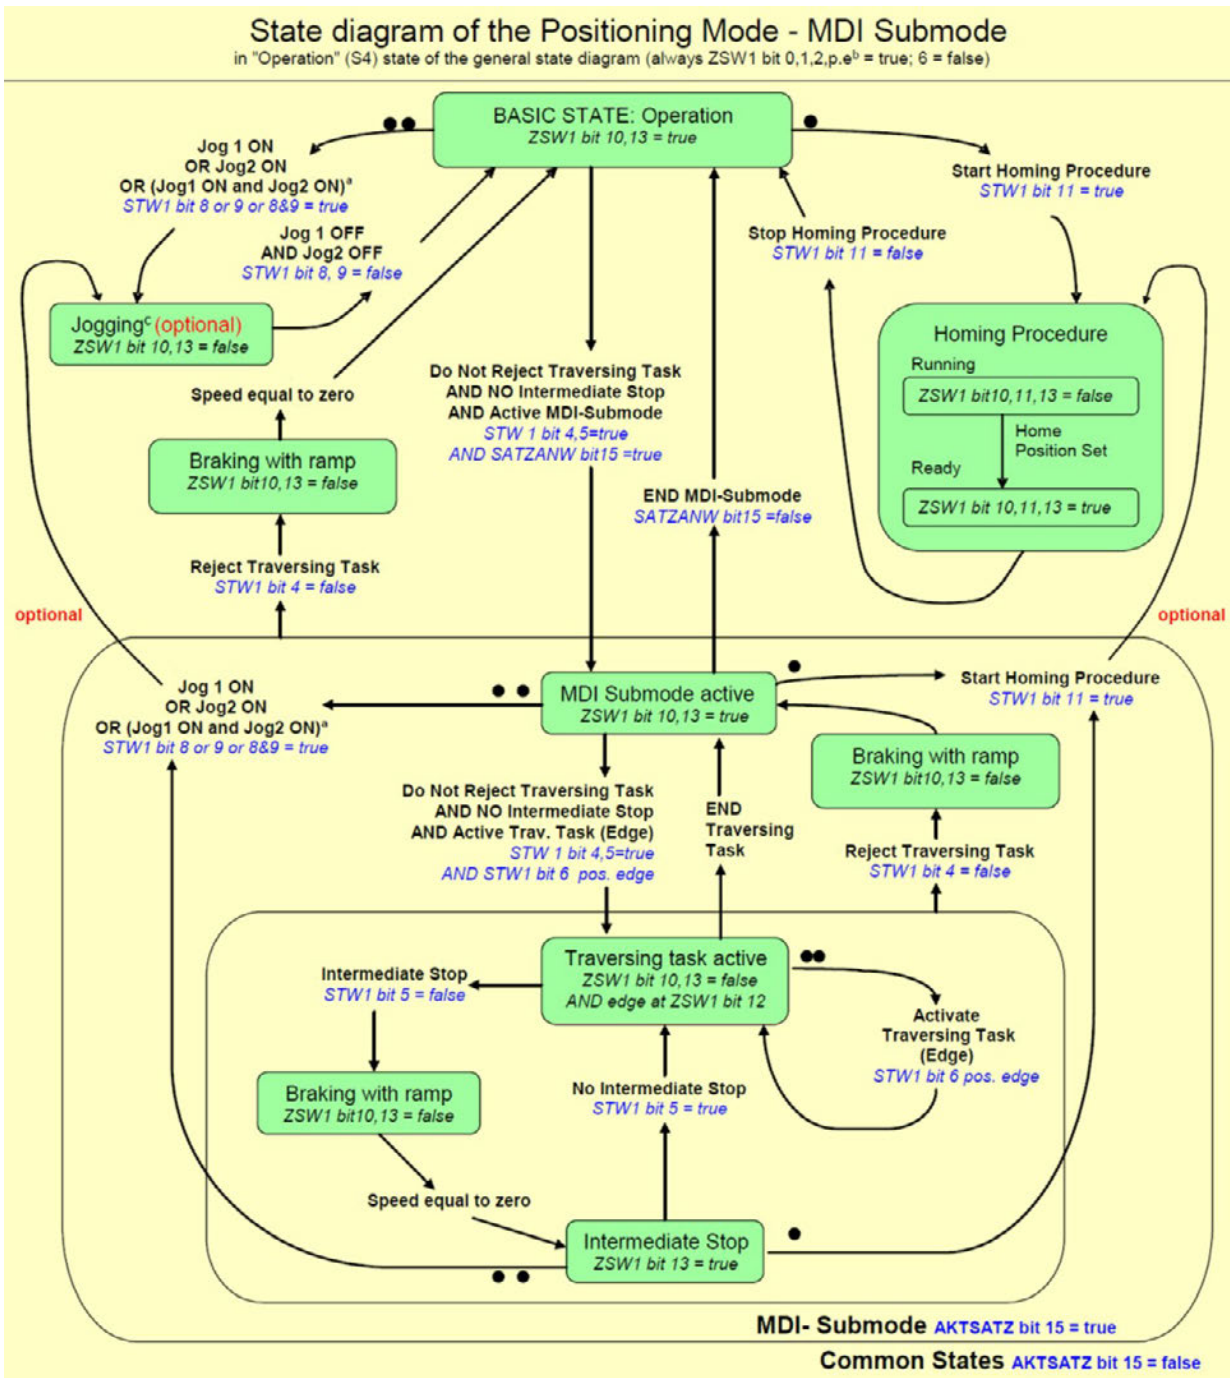 State diagram of the Positioning Mode - MDI Submode
in "Operation" (S4) state of the general state diagram (always ZSW1 bit 0,1,2,p.eᵇ = true; 6 = false)
BASIC STATE: Operation
ZSW1 bit 10,13 = true
Jog 1 ON
OR Jog2 ON
OR (Jog1 ON and Jog2 ON)ᵃ
STW1 bit 8 or 9 or 8&9 = true
Jog 1 OFF
AND Jog2 OFF
STW1 bit 8, 9 = false
Start Homing Procedure
STW1 bit 11 = true
Stop Homing Procedure
STW1 bit 11 = false
Joggingᶜ (optional)
ZSW1 bit 10,13 = false
Homing Procedure
Running
ZSW1 bit10,11,13 = false
Home
Position Set
Ready
ZSW1 bit 10,11,13 = true
Speed equal to zero
Braking with ramp
ZSW1 bit10,13 = false
Reject Traversing Task
STW1 bit 4 = false
Do Not Reject Traversing Task
AND NO Intermediate Stop
AND Active MDI-Submode
STW 1 bit 4,5=true
AND SATZANW bit15 =true
END MDI-Submode
SATZANW bit15 =false
optional
optional
Jog 1 ON
OR Jog2 ON
OR (Jog1 ON and Jog2 ON)ᵃ
STW1 bit 8 or 9 or 8&9 = true
MDI Submode active
ZSW1 bit 10,13 = true
Start Homing Procedure
STW1 bit 11 = true
Braking with ramp
ZSW1 bit10,13 = false
Do Not Reject Traversing Task
AND NO Intermediate Stop
AND Active Trav. Task (Edge)
STW 1 bit 4,5=true
AND STW1 bit 6 pos. edge
END
Traversing
Task
Reject Traversing Task
STW1 bit 4 = false
Intermediate Stop
STW1 bit 5 = false
Traversing task active
ZSW1 bit 10,13 = false
AND edge at ZSW1 bit 12
Activate
Traversing Task
(Edge)
STW1 bit 6 pos. edge
Braking with ramp
ZSW1 bit10,13 = false
No Intermediate Stop
STW1 bit 5 = true
Speed equal to zero
Intermediate Stop
ZSW1 bit 13 = true
MDI- Submode AKTSATZ bit 15 = true
Common States AKTSATZ bit 15 = false